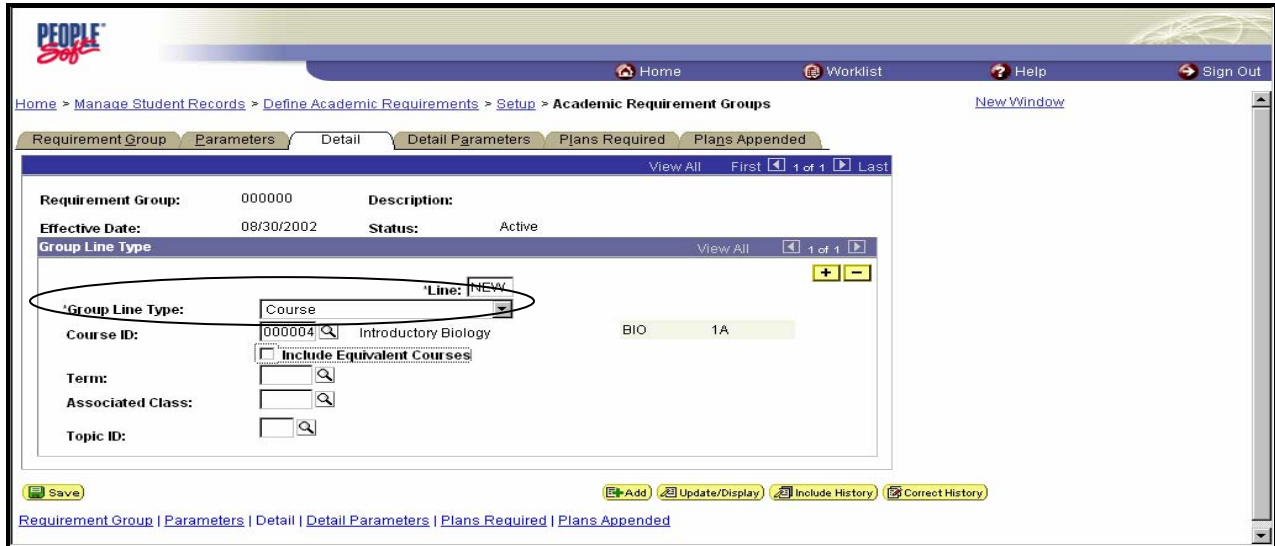 PEOPLE
Soft
Home Worklist Help Sign Out
Home > Manage Student Records > Define Academic Requirements > Setup > Academic Requirement Groups New Window
Requirement Group Parameters Detail Detail Parameters Plans Required Plans Appended
View All First 1 of 1 Last
Requirement Group: 000000 Description:
Effective Date: 08/30/2002 Status: Active
Group Line Type View All 1 of 1
*Line: NEW
*Group Line Type: Course
Course ID: 000004 Introductory Biology BIO 1A
Include Equivalent Courses
Term:
Associated Class:
Topic ID:
Save Add Update/Display Include History Correct History
Requirement Group | Parameters | Detail | Detail Parameters | Plans Required | Plans Appended